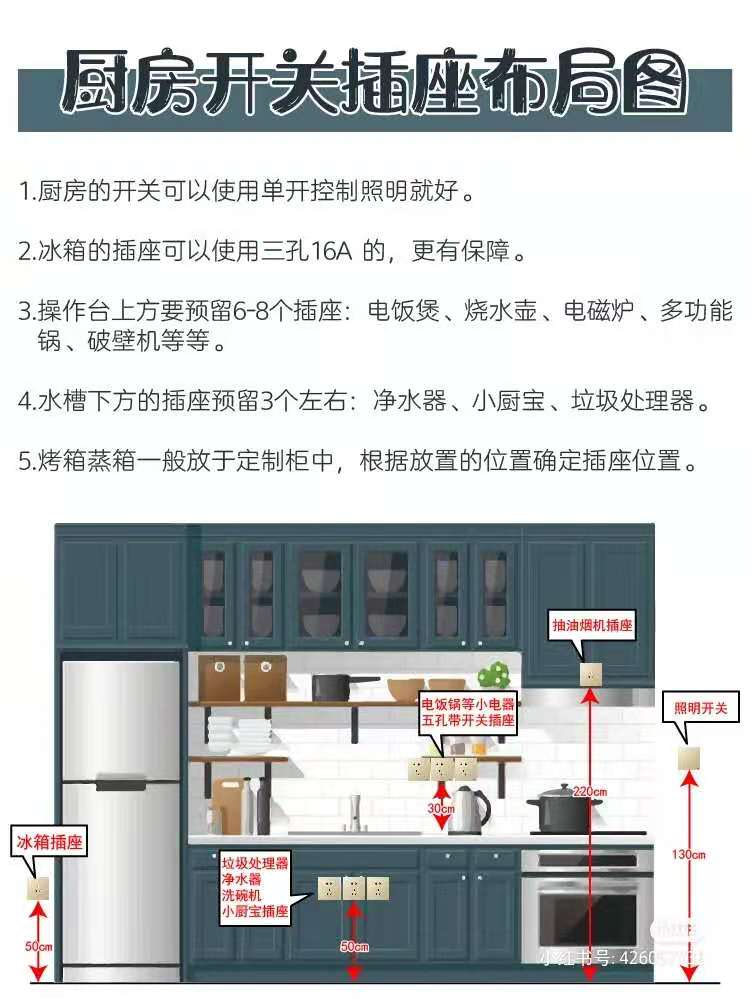 厨房开关插座布局图
1.厨房的开关可以使用单开控制照明就好。
2.冰箱的插座可以使用三孔16A 的，更有保障。
3.操作台上方要预留6-8个插座：电饭煲、烧水壶、电磁炉、多功能
锅、破壁机等等。
4.水槽下方的插座预留3个左右：净水器、小厨宝、垃圾处理器。
5.烤箱蒸箱一般放于定制柜中，根据放置的位置确定插座位置。
抽油烟机插座
电饭锅等小电器
五孔带开关插座
照明开关
220cm
30cm
130cm
冰箱插座
垃圾处理器
净水器
洗碗机
小厨宝插座
50cm
50cm
小红书号: